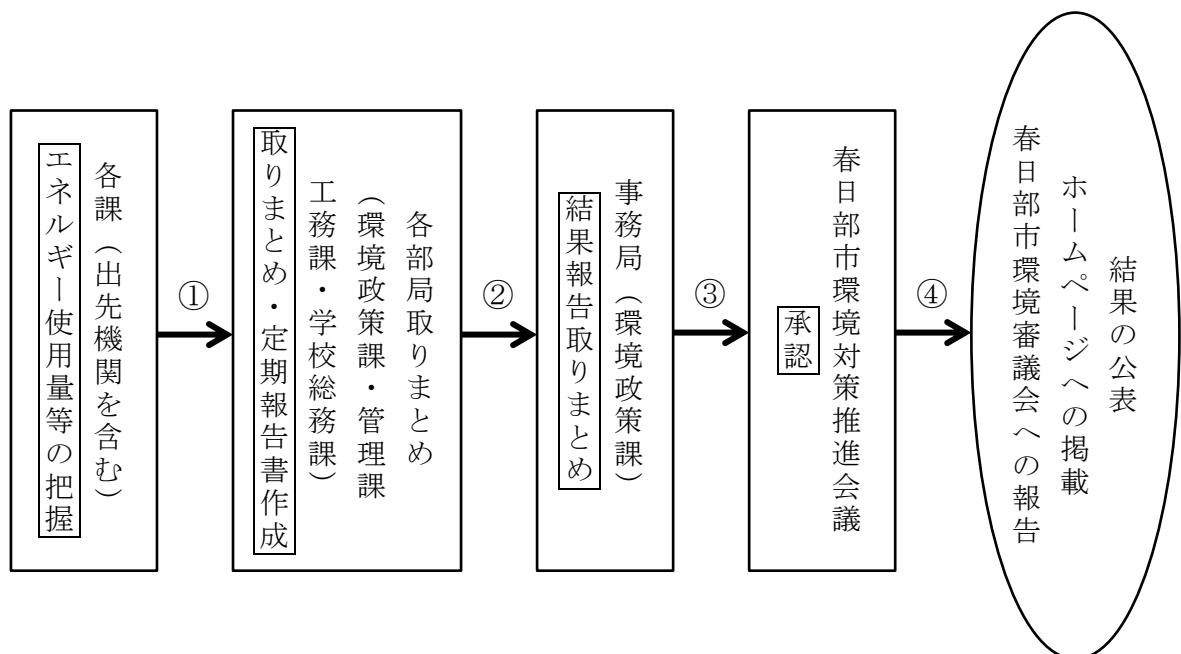 各課（出先機関を含む）
エネルギー使用量等の把握
①
各部局取りまとめ
（環境政策課・管理課
工務課・学校総務課）
取りまとめ・定期報告書作成
②
事務局（環境政策課）
結果報告取りまとめ
③
春日部市環境対策推進会議
承認
④
結果の公表
ホームページへの掲載
春日部市環境審議会への報告